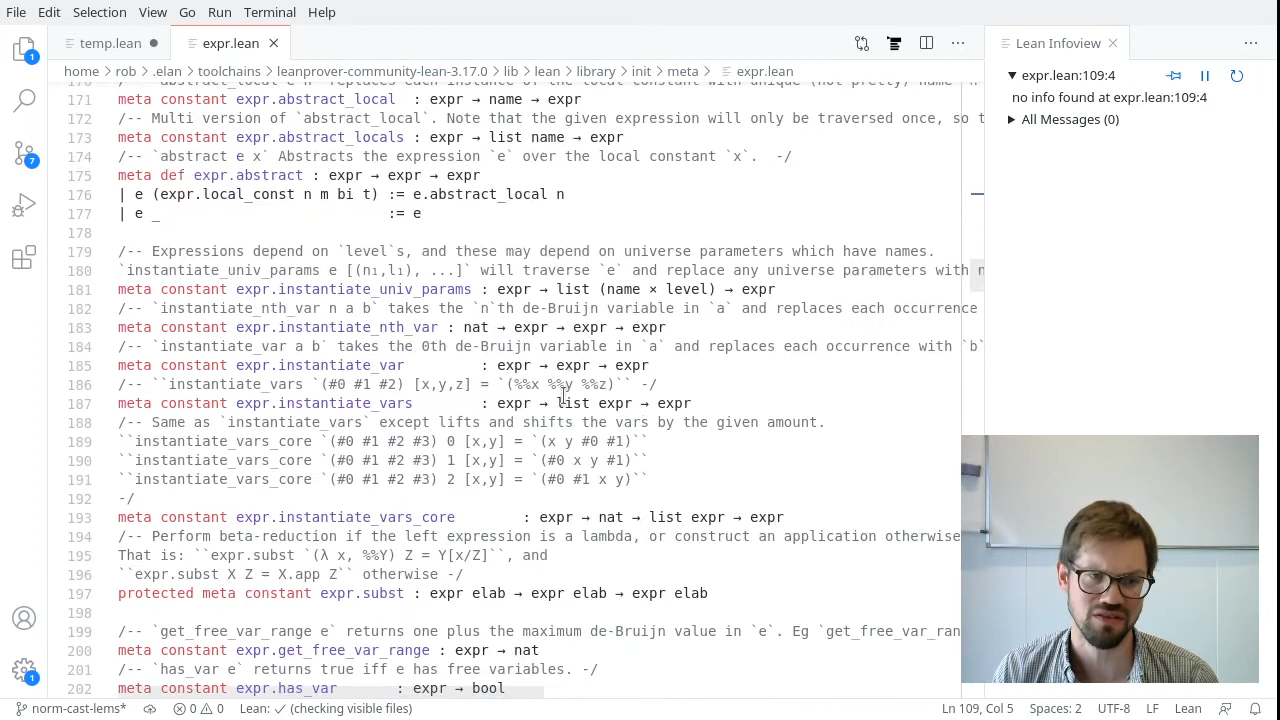 File Edit Selection View Go Run Terminal Help
temp.lean
expr.lean
Lean Infoview
home > rob > .elan > toolchains > leanprover-community-lean-3.17.0 > lib > lean > library > init > meta > expr.lean
expr.lean:109:4
no info found at expr.lean:109:4
All Messages (0)
171 meta constant expr.abstract_local  : expr → name → expr
172 /-- Multi version of `abstract_local`. Note that the given expression will only be traversed once, so t
173 meta constant expr.abstract_locals : expr → list name → expr
174 /-- `abstract e x` Abstracts the expression `e` over the local constant `x`.  -/
175 meta def expr.abstract : expr → expr → expr
176 | e (expr.local_const n m bi t) := e.abstract_local n
177 | e _                            := e
178
179 /-- Expressions depend on `level`s, and these may depend on universe parameters which have names.
180 `instantiate_univ_params e [(n₁,l₁), ...]` will traverse `e` and replace any universe parameters with n
181 meta constant expr.instantiate_univ_params : expr → list (name × level) → expr
182 /-- `instantiate_nth_var n a b` takes the `n`th de-Bruijn variable in `a` and replaces each occurrence
183 meta constant expr.instantiate_nth_var : nat → expr → expr → expr
184 /-- `instantiate_var a b` takes the 0th de-Bruijn variable in `a` and replaces each occurrence with `b`
185 meta constant expr.instantiate_var         : expr → expr → expr
186 /-- ``instantiate_vars `(#0 #1 #2) [x,y,z] = `(%%x %%y %%z)`` -/
187 meta constant expr.instantiate_vars        : expr → list expr → expr
188 /-- Same as `instantiate_vars` except lifts and shifts the vars by the given amount.
189 ``instantiate_vars_core `(#0 #1 #2 #3) 0 [x,y] = `(x y #0 #1)``
190 ``instantiate_vars_core `(#0 #1 #2 #3) 1 [x,y] = `(#0 x y #1)``
191 ``instantiate_vars_core `(#0 #1 #2 #3) 2 [x,y] = `(#0 #1 x y)``
192 -/
193 meta constant expr.instantiate_vars_core        : expr → nat → list expr → expr
194 /-- Perform beta-reduction if the left expression is a lambda, or construct an application otherwise
195 That is: ``expr.subst `(λ x, %%Y) Z = Y[x/Z]``, and
196 ``expr.subst X Z = X.app Z`` otherwise -/
197 protected meta constant expr.subst : expr elab → expr elab → expr elab
198
199 /-- `get_free_var_range e` returns one plus the maximum de-Bruijn value in `e`. Eg `get_free_var_ran
200 meta constant expr.get_free_var_range : expr → nat
201 /-- `has_var e` returns true iff e has free variables. -/
202 meta constant expr.has_var       : expr → bool
1
7
1
norm-cast-lems* 0 0 Lean: ✓ (checking visible files) Ln 109, Col 5 Spaces: 2 UTF-8 LF Lean